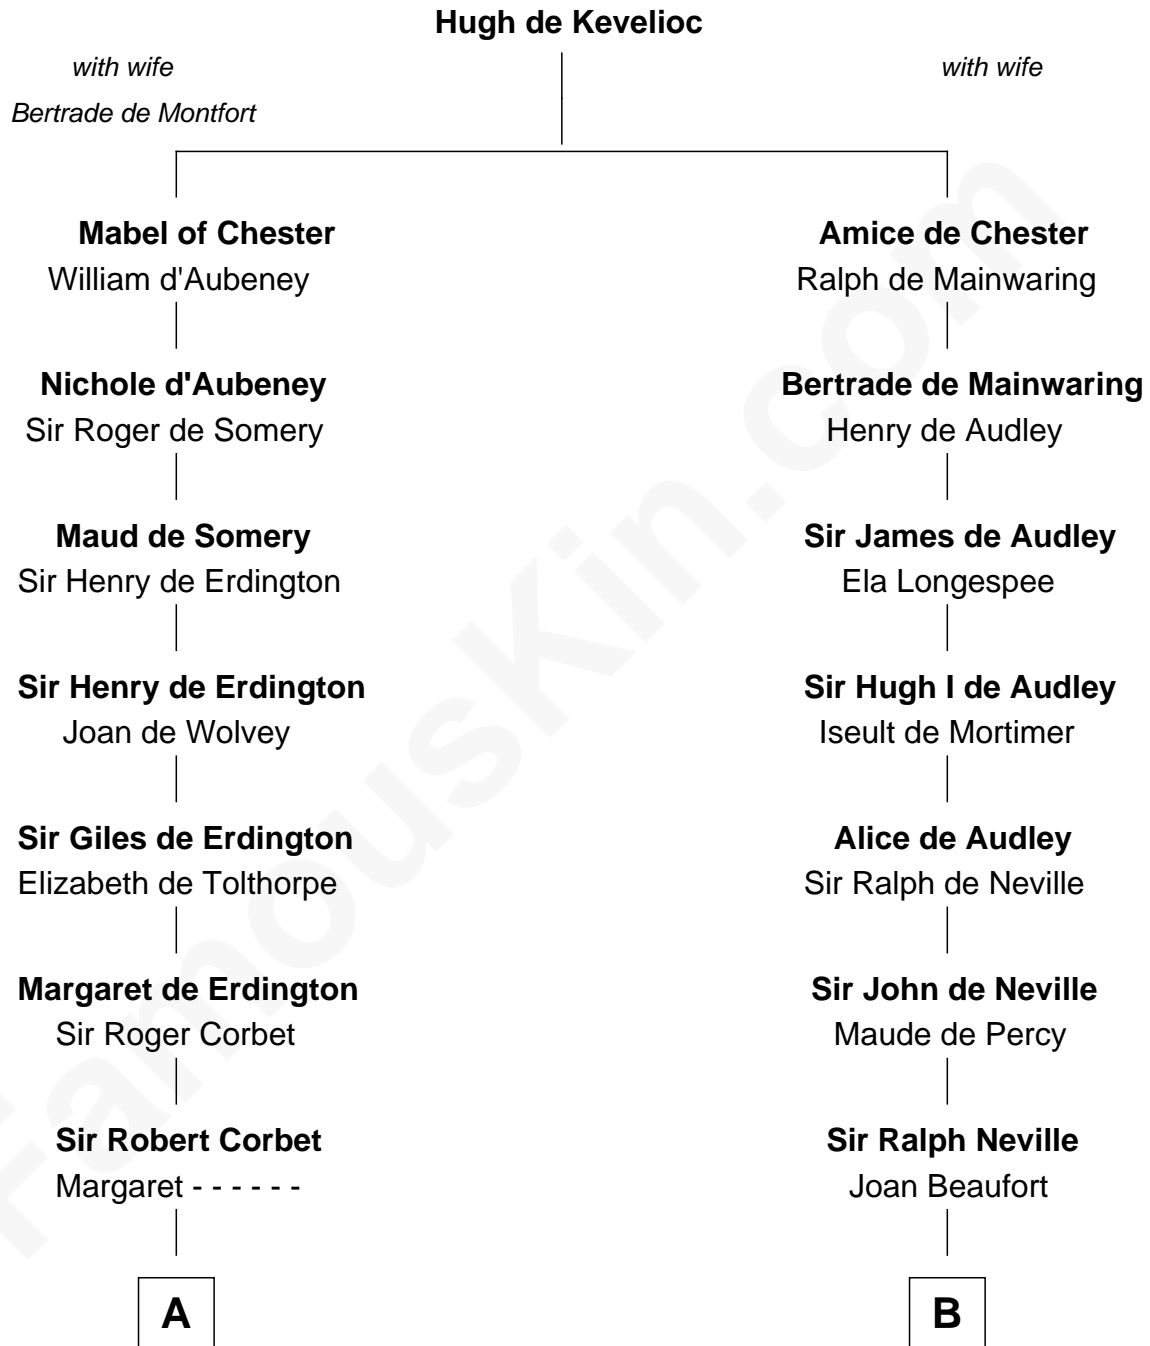 Hugh de Kevelioc
with wife
Bertrade de Montfort
with wife
Mabel of Chester
William d'Aubeney
Amice de Chester
Ralph de Mainwaring
Nichole d'Aubeney
Sir Roger de Somery
Bertrade de Mainwaring
Henry de Audley
Maud de Somery
Sir Henry de Erdington
Sir James de Audley
Ela Longespee
Sir Henry de Erdington
Joan de Wolvey
Sir Hugh I de Audley
Iseult de Mortimer
Sir Giles de Erdington
Elizabeth de Tolthorpe
Alice de Audley
Sir Ralph de Neville
Margaret de Erdington
Sir Roger Corbet
Sir John de Neville
Maude de Percy
Sir Robert Corbet
Margaret - - - - - -
Sir Ralph Neville
Joan Beaufort
A
B
FamousKin.com